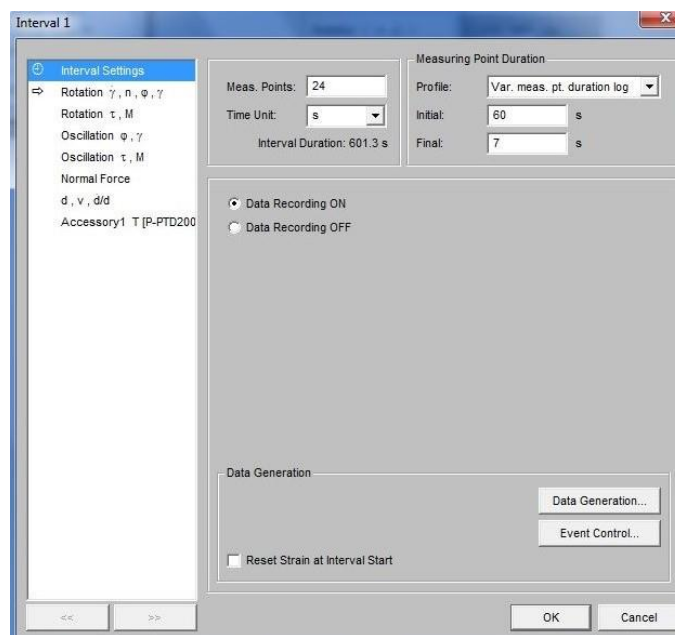 Interval 1
Interval Settings
Rotation γ̇ , n , φ , γ
Rotation τ , M
Oscillation φ , γ
Oscillation τ , M
Normal Force
d , v , d/d
Accessory1 T [P-PTD200
Meas. Points: 24
Time Unit: s
Interval Duration: 601.3 s
Measuring Point Duration
Profile: Var. meas. pt. duration log
Initial: 60 s
Final: 7 s
Data Recording ON
Data Recording OFF
Data Generation
Data Generation...
Event Control...
Reset Strain at Interval Start
<< >>
OK Cancel